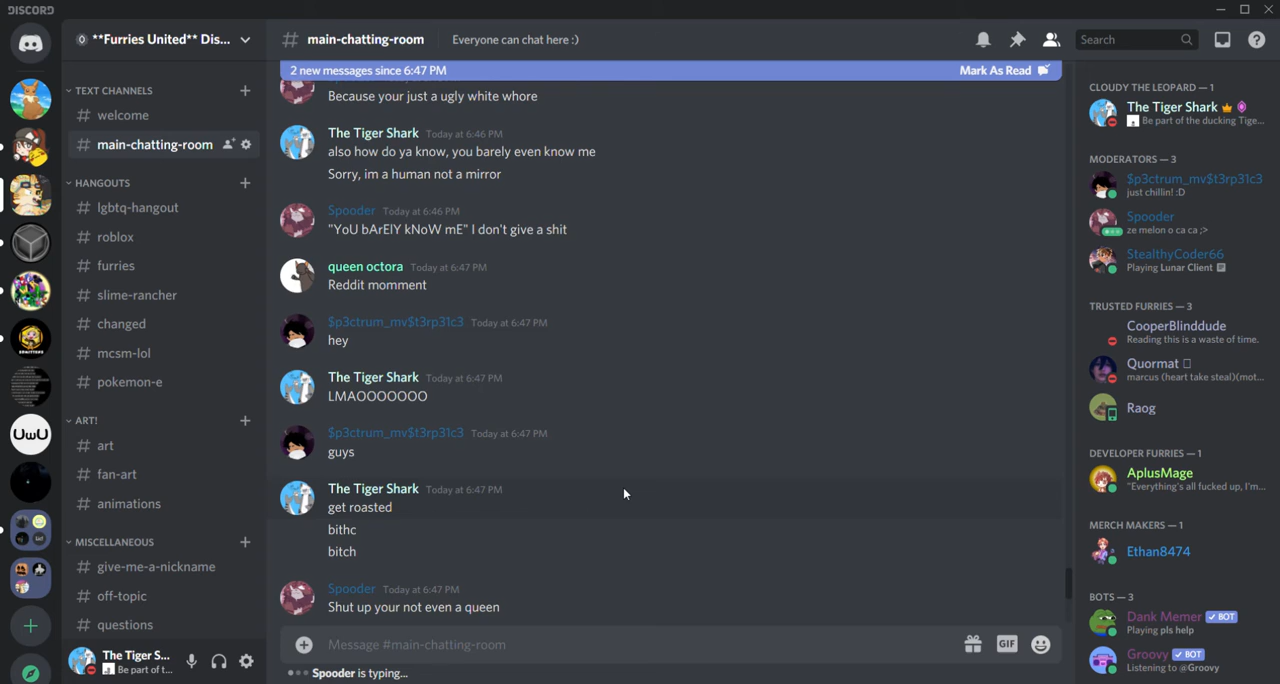 DISCORD
**Furries United** Dis...
# main-chatting-room
Everyone can chat here :)
Search
2 new messages since 6:47 PM
Mark As Read
TEXT CHANNELS
# welcome
# main-chatting-room
HANGOUTS
# lgbtq-hangout
# roblox
# furries
# slime-rancher
# changed
# mcsm-lol
# pokemon-e
ART!
# art
# fan-art
# animations
MISCELLANEOUS
# give-me-a-nickname
# off-topic
# questions
UwU
The Tiger S...
Be part of t...
Because your just a ugly white whore
The Tiger Shark Today at 6:46 PM
also how do ya know, you barely even know me
Sorry, im a human not a mirror
Spooder Today at 6:46 PM
"YoU bArElY kNoW mE" I don't give a shit
queen octora Today at 6:47 PM
Reddit momment
$p3ctrum_mv$t3rp31c3 Today at 6:47 PM
hey
The Tiger Shark Today at 6:47 PM
LMAOOOOOOO
$p3ctrum_mv$t3rp31c3 Today at 6:47 PM
guys
The Tiger Shark Today at 6:47 PM
get roasted
bithc
bitch
Spooder Today at 6:47 PM
Shut up your not even a queen
Message #main-chatting-room
GIF
Spooder is typing...
CLOUDY THE LEOPARD — 1
The Tiger Shark
Be part of the ducking Tige...
MODERATORS — 3
$p3ctrum_mv$t3rp31c3
just chillin! :D
Spooder
ze melon o ca ca ;>
StealthyCoder66
Playing Lunar Client
TRUSTED FURRIES — 3
CooperBlinddude
Reading this is a waste of time.
Quormat
marcus (heart take steal)(mot...
Raog
DEVELOPER FURRIES — 1
AplusMage
"Everything's all fucked up, I'm...
MERCH MAKERS — 1
Ethan8474
BOTS — 3
Dank Memer BOT
Playing pls help
Groovy BOT
Listening to @Groovy